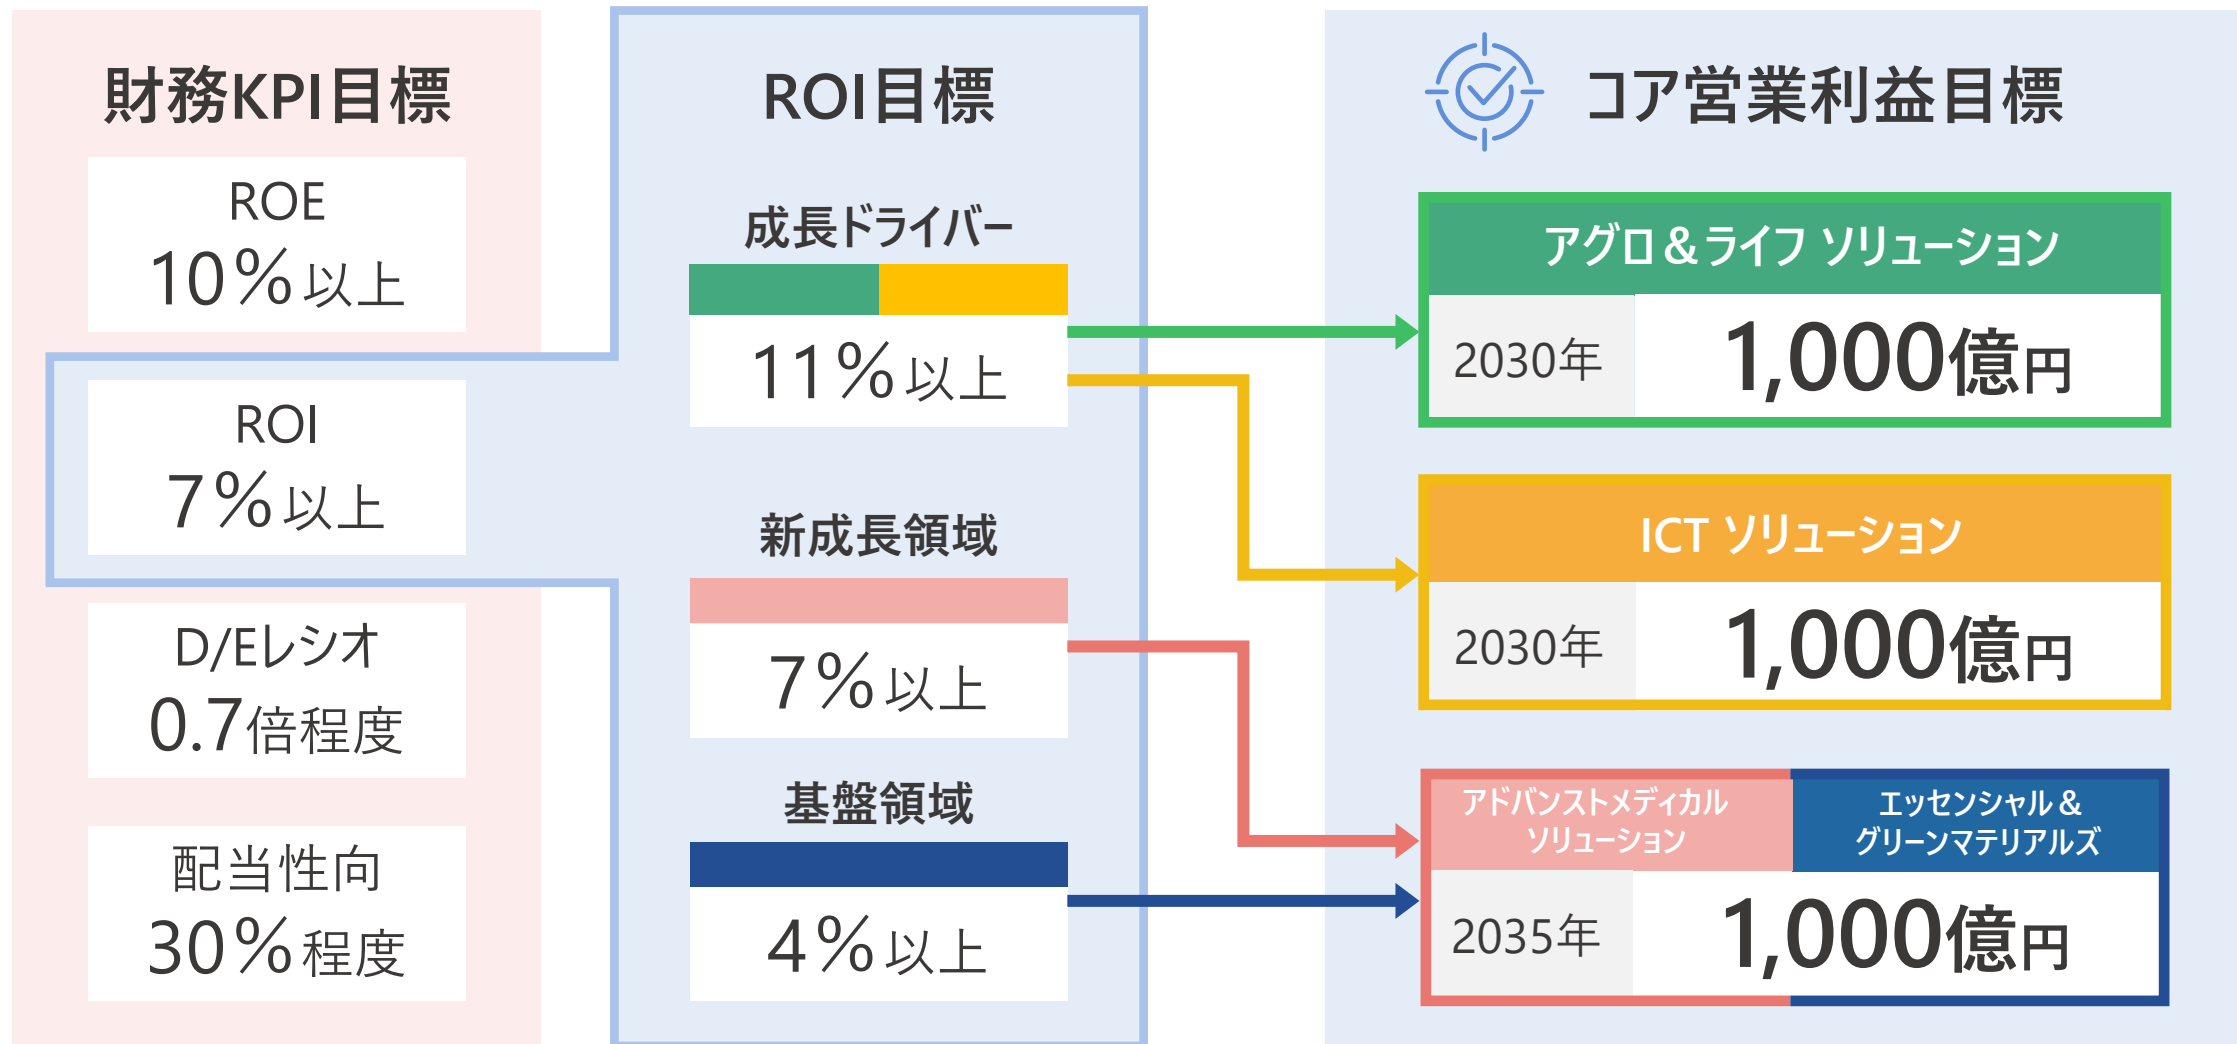 財務KPI目標
ROE
10%以上
ROI
7%以上
D/Eレシオ
0.7倍程度
配当性向
30%程度
ROI目標
成長ドライバー
11%以上
新成長領域
7%以上
基盤領域
4%以上
コア営業利益目標
アグロ&ライフ ソリューション
2030年
1,000億円
ICT ソリューション
2030年
1,000億円
アドバンストメディカル
ソリューション
エッセンシャル&
グリーンマテリアルズ
2035年
1,000億円